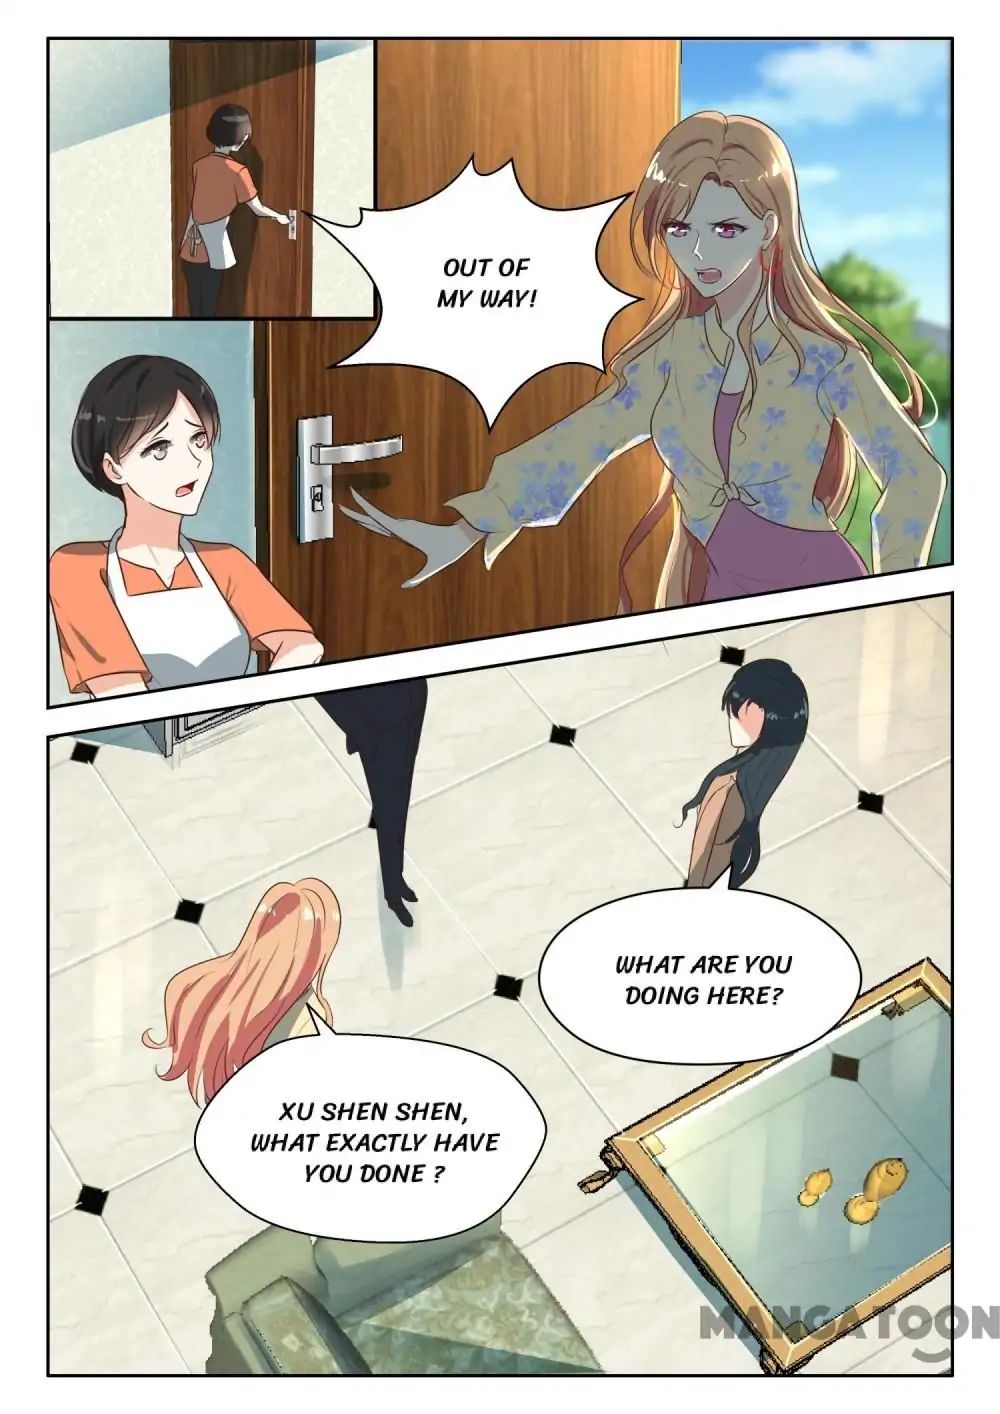 OUT OF
MY WAY!
WHAT ARE YOU
DOING HERE?
XU SHEN SHEN,
WHAT EXACTLY HAVE
YOU DONE ?
MANGATOON